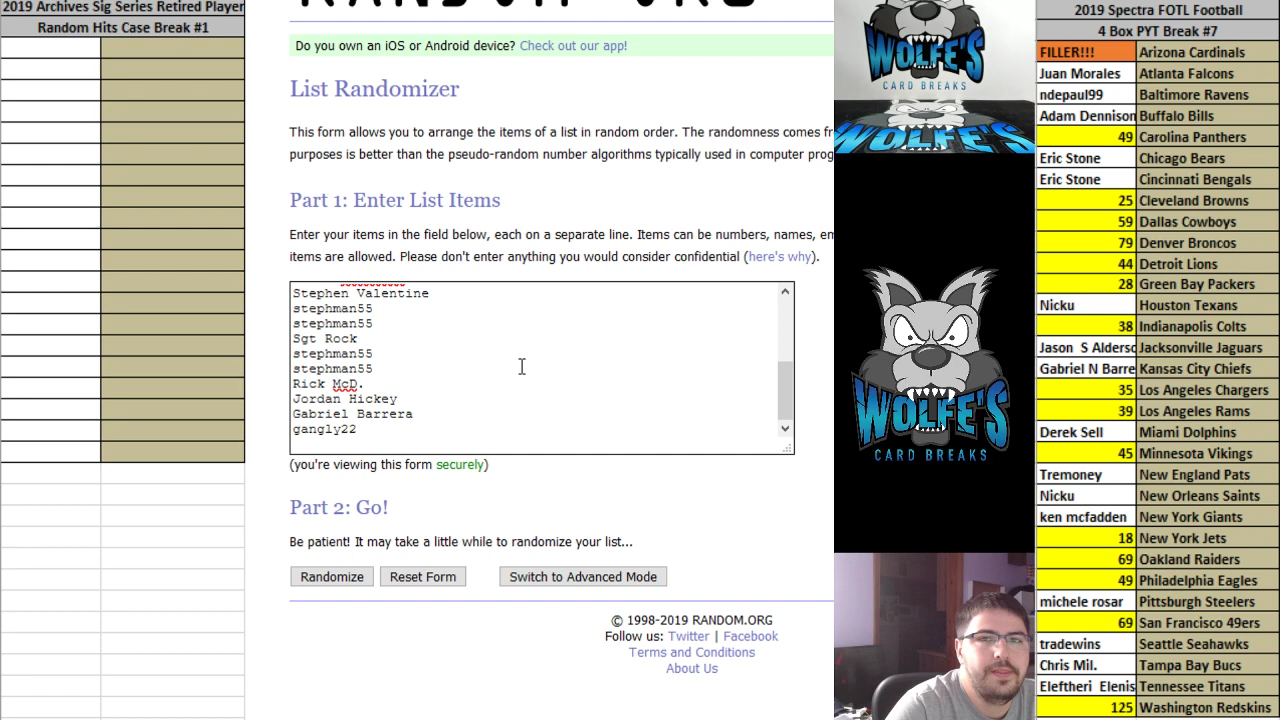 2019 Archives Sig Series Retired Player
Random Hits Case Break #1
Do you own an iOS or Android device? Check out our app!
List Randomizer
This form allows you to arrange the items of a list in random order. The randomness comes fr
purposes is better than the pseudo-random number algorithms typically used in computer prog
Part 1: Enter List Items
Enter your items in the field below, each on a separate line. Items can be numbers, names, em
items are allowed. Please don't enter anything you would consider confidential (here's why).
Stephen Valentine
stephman55
stephman55
Sgt Rock
stephman55
stephman55
Rick McD.
Jordan Hickey
Gabriel Barrera
gangly22
(you're viewing this form securely)
Part 2: Go!
Be patient! It may take a little while to randomize your list...
Randomize Reset Form Switch to Advanced Mode
© 1998-2019 RANDOM.ORG
Follow us: Twitter | Facebook
Terms and Conditions
About Us
WOLFE'S
CARD BREAKS
WOLFE'S
WOLFE'S
CARD BREAKS
2019 Spectra FOTL Football
4 Box PYT Break #7
FILLER!!! Arizona Cardinals
Juan Morales Atlanta Falcons
ndepaul99 Baltimore Ravens
Adam Dennison Buffalo Bills
49 Carolina Panthers
Eric Stone Chicago Bears
Eric Stone Cincinnati Bengals
25 Cleveland Browns
59 Dallas Cowboys
79 Denver Broncos
44 Detroit Lions
28 Green Bay Packers
Nicku Houston Texans
38 Indianapolis Colts
Jason S Alderso Jacksonville Jaguars
Gabriel N Barre Kansas City Chiefs
35 Los Angeles Chargers
39 Los Angeles Rams
Derek Sell Miami Dolphins
45 Minnesota Vikings
Tremoney New England Pats
Nicku New Orleans Saints
ken mcfadden New York Giants
18 New York Jets
69 Oakland Raiders
49 Philadelphia Eagles
michele rosar Pittsburgh Steelers
69 San Francisco 49ers
tradewins Seattle Seahawks
Chris Mil. Tampa Bay Bucs
Eleftheri Elenis Tennessee Titans
125 Washington Redskins